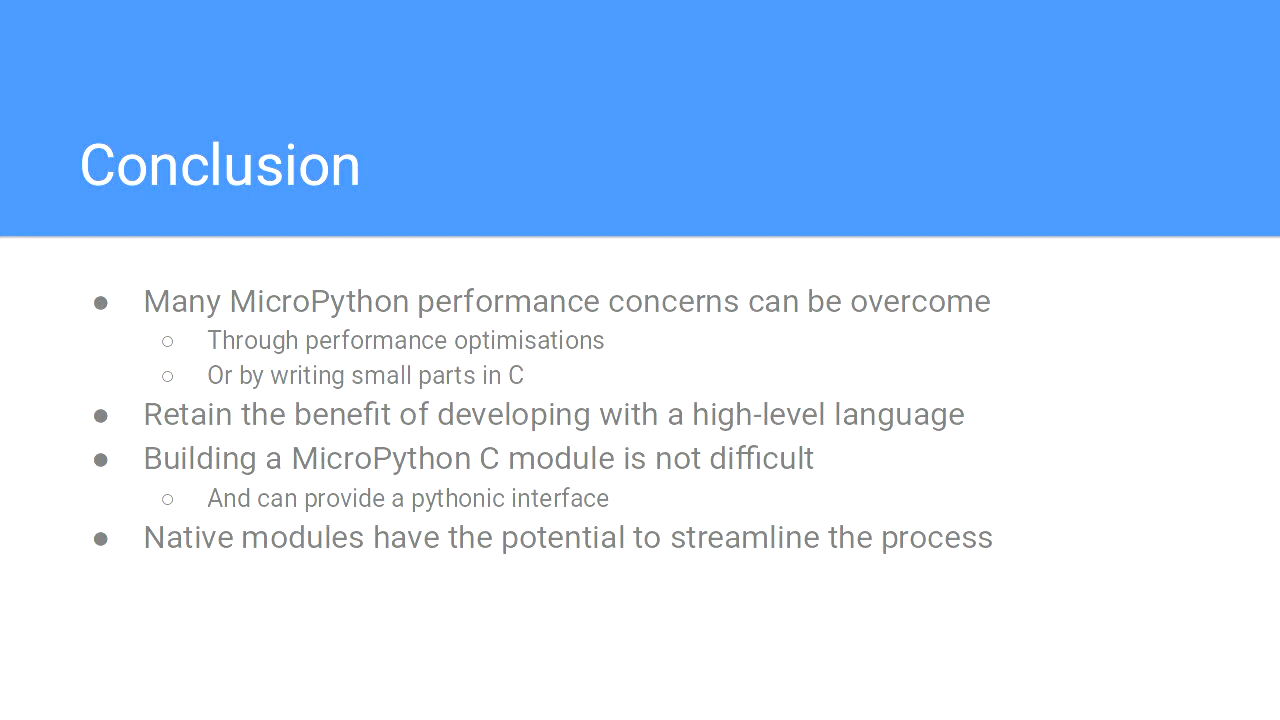 Conclusion
● Many MicroPython performance concerns can be overcome
○ Through performance optimisations
○ Or by writing small parts in C
● Retain the benefit of developing with a high-level language
● Building a MicroPython C module is not difficult
○ And can provide a pythonic interface
● Native modules have the potential to streamline the process